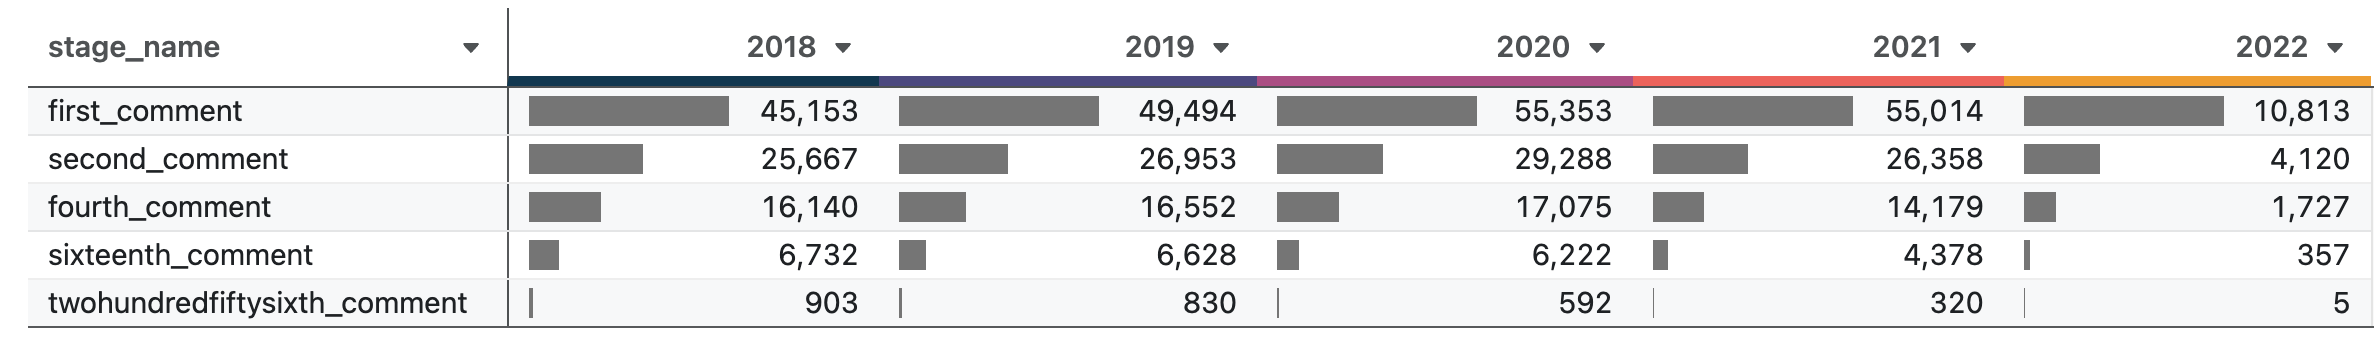 stage_name 2018 2019 2020 2021 2022
first_comment 45,153 49,494 55,353 55,014 10,813
second_comment 25,667 26,953 29,288 26,358 4,120
fourth_comment 16,140 16,552 17,075 14,179 1,727
sixteenth_comment 6,732 6,628 6,222 4,378 357
twohundredfiftysixth_comment 903 830 592 320 5